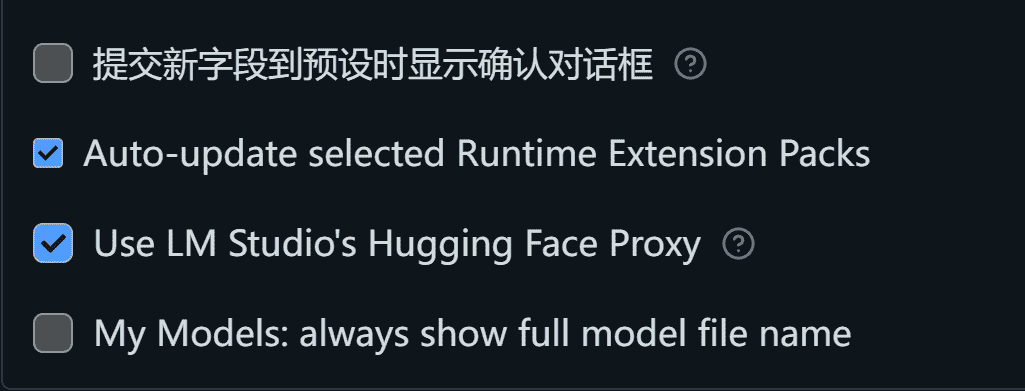 提交新字段到预设时显示确认对话框
Auto-update selected Runtime Extension Packs
Use LM Studio's Hugging Face Proxy
My Models: always show full model file name